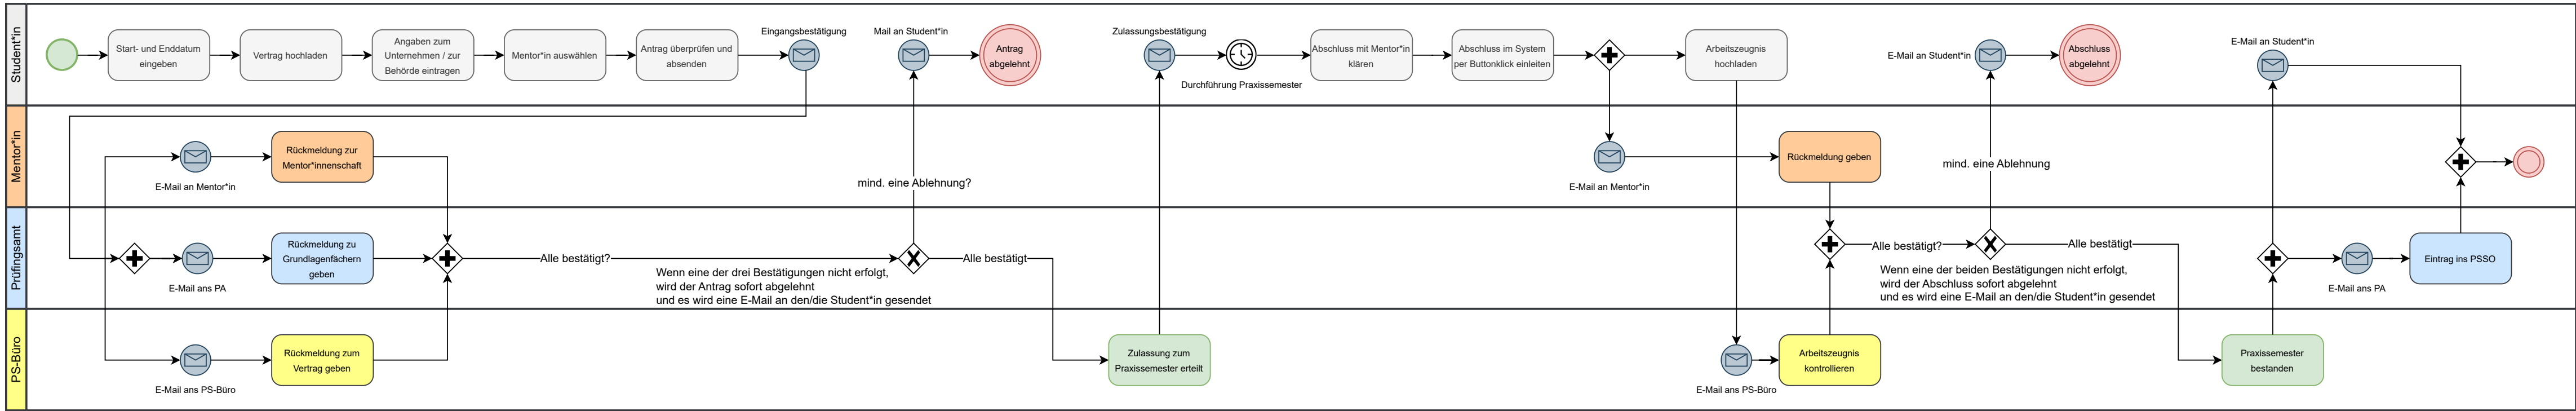 Student*in
Start- und Enddatum
eingeben
Vertrag hochladen
Angaben zum
Unternehmen / zur
Behörde eintragen
Mentor*in auswählen
Antrag überprüfen und
absenden
Eingangsbestätigung
Mail an Student*in
Antrag
abgelehnt
Zulassungsbestätigung
Durchführung Praxissemester
Abschluss mit Mentor*in
klären
Abschluss im System
per Buttonklick einleiten
Arbeitszeugnis
hochladen
E-Mail an Student*in
Abschluss
abgelehnt
E-Mail an Student*in
Mentor*in
E-Mail an Mentor*in
Rückmeldung zur
Mentor*innenschaft
mind. eine Ablehnung?
E-Mail an Mentor*in
Rückmeldung geben
mind. eine Ablehnung
Prüfingsamt
E-Mail ans PA
Rückmeldung zu
Grundlagenfächern
geben
Alle bestätigt?
Wenn eine der drei Bestätigungen nicht erfolgt,
wird der Antrag sofort abgelehnt
und es wird eine E-Mail an den/die Student*in gesendet
Alle bestätigt
Alle bestätigt?
Wenn eine der beiden Bestätigungen nicht erfolgt,
wird der Abschluss sofort abgelehnt
und es wird eine E-Mail an den/die Student*in gesendet
Alle bestätigt
E-Mail ans PA
Eintrag ins PSSO
PS-Büro
E-Mail ans PS-Büro
Rückmeldung zum
Vertrag geben
Zulassung zum
Praxissemester erteilt
E-Mail ans PS-Büro
Arbeitszeugnis
kontrollieren
Praxissemester
bestanden